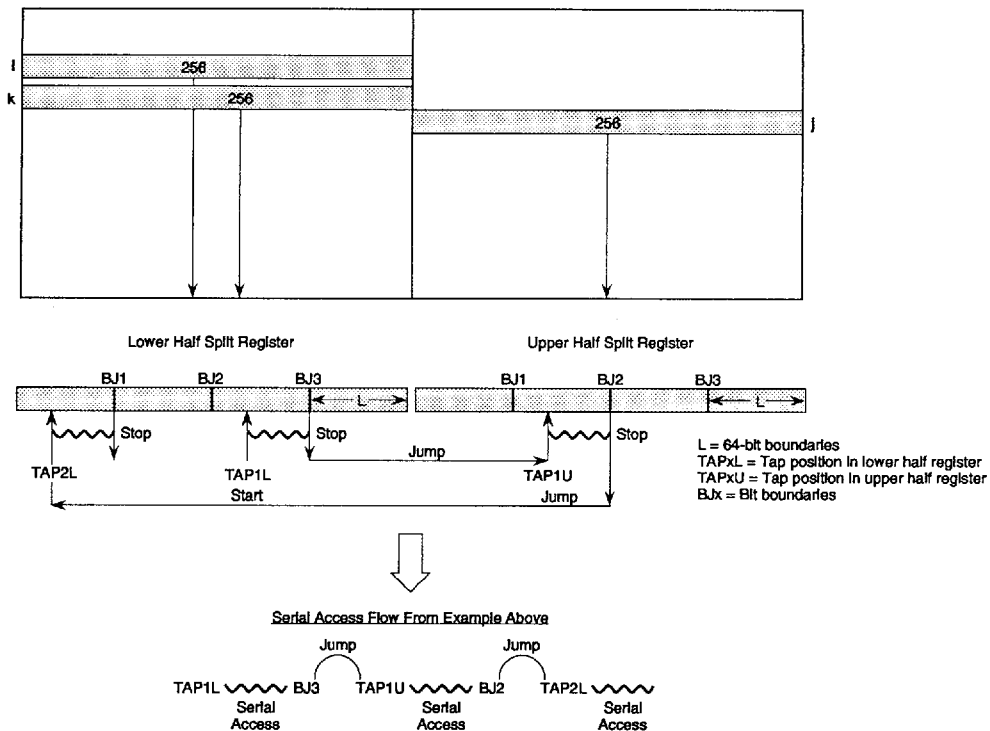 I
256
k
256
256
j
Lower Half Split Register
Upper Half Split Register
BJ1
BJ2
BJ3
BJ1
BJ2
BJ3
L
L
Stop
Stop
Stop
TAP2L
TAP1L
Jump
TAP1U
Start
Jump
L = 64-bit boundaries
TAPxL = Tap position in lower half register
TAPxU = Tap position in upper half register
BJx = Bit boundaries
Serial Access Flow From Example Above
Jump
Jump
TAP1L
BJ3
TAP1U
BJ2
TAP2L
Serial
Access
Serial
Access
Serial
Access